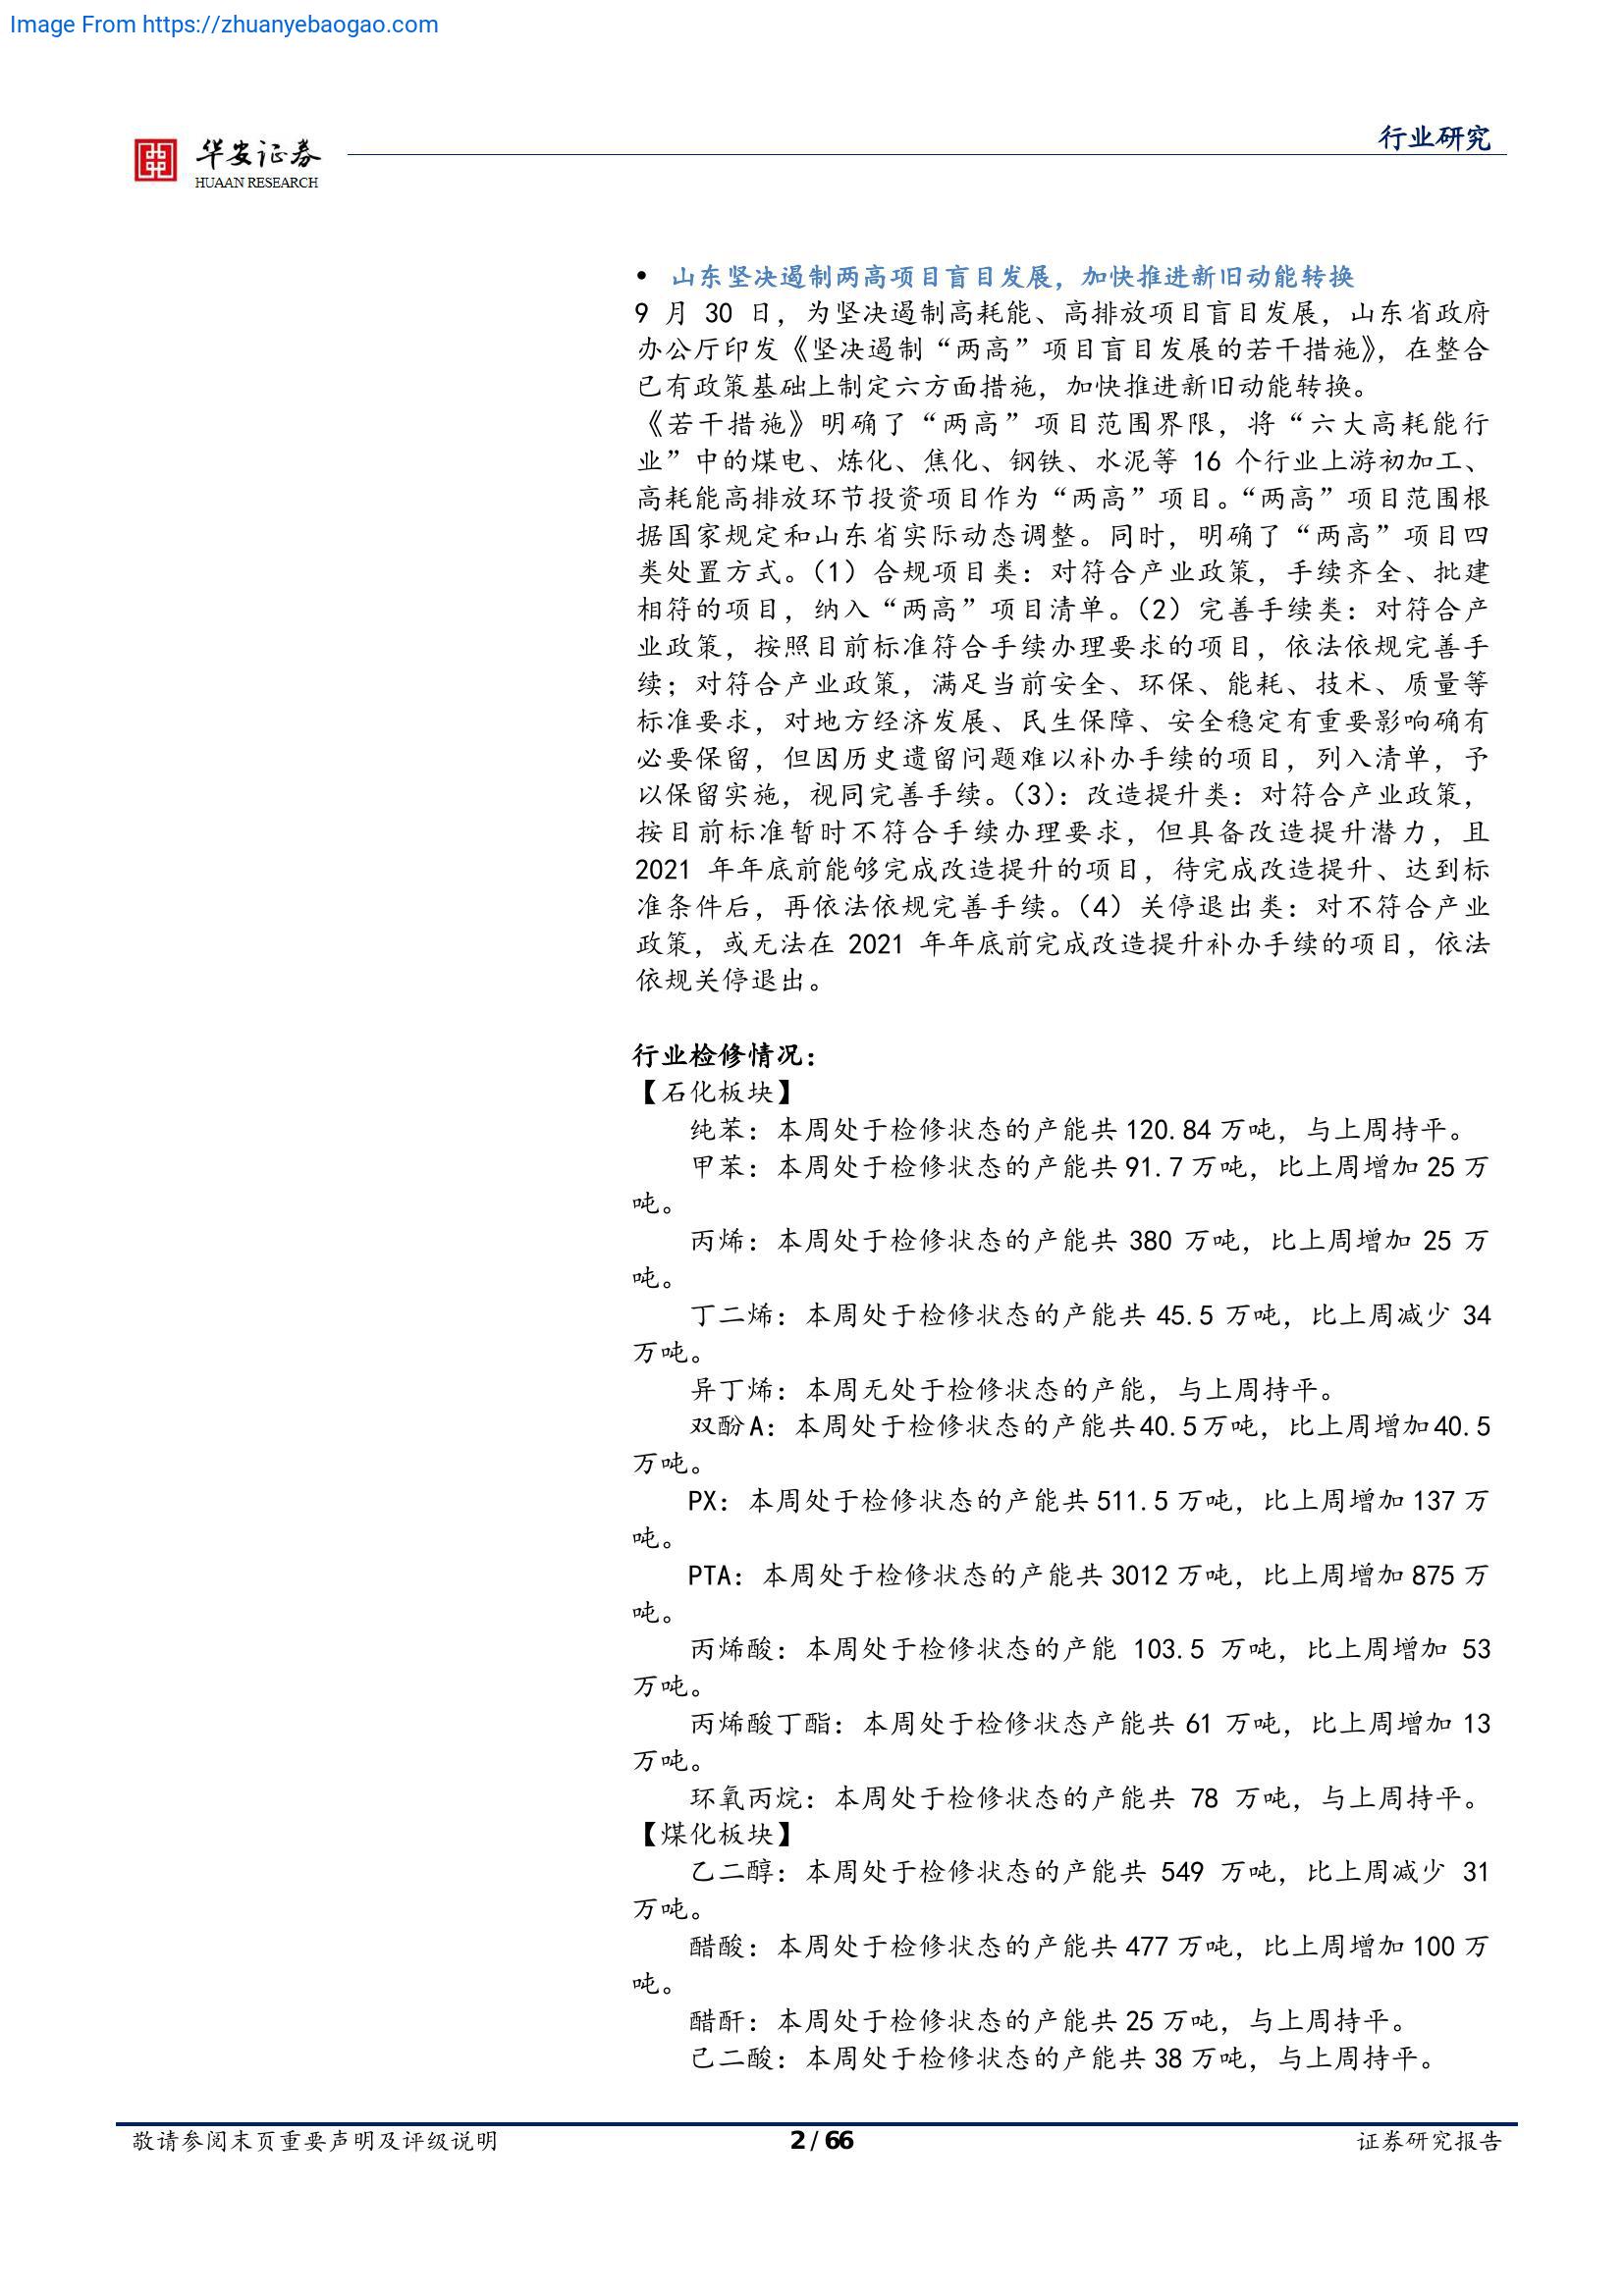 Image From https://zhuanyebaogao.com
华安证券
HUAAN RESEARCH
行业研究
• 山东坚决遏制两高项目盲目发展，加快推进新旧动能转换
9 月 30 日，为坚决遏制高耗能、高排放项目盲目发展，山东省政府
办公厅印发《坚决遏制“两高”项目盲目发展的若干措施》，在整合
已有政策基础上制定六方面措施，加快推进新旧动能转换。
《若干措施》明确了“两高”项目范围界限，将“六大高耗能行
业”中的煤电、炼化、焦化、钢铁、水泥等 16 个行业上游初加工、
高耗能高排放环节投资项目作为“两高”项目。“两高”项目范围根
据国家规定和山东省实际动态调整。同时，明确了“两高”项目四
类处置方式。（1）合规项目类：对符合产业政策，手续齐全、批建
相符的项目，纳入“两高”项目清单。（2）完善手续类：对符合产
业政策，按照目前标准符合手续办理要求的项目，依法依规完善手
续；对符合产业政策，满足当前安全、环保、能耗、技术、质量等
标准要求，对地方经济发展、民生保障、安全稳定有重要影响确有
必要保留，但因历史遗留问题难以补办手续的项目，列入清单，予
以保留实施，视同完善手续。（3）：改造提升类：对符合产业政策，
按目前标准暂时不符合手续办理要求，但具备改造提升潜力，且
2021 年年底前能够完成改造提升的项目，待完成改造提升、达到标
准条件后，再依法依规完善手续。（4）关停退出类：对不符合产业
政策，或无法在 2021 年年底前完成改造提升补办手续的项目，依法
依规关停退出。
行业检修情况：
【石化板块】
纯苯：本周处于检修状态的产能共 120.84 万吨，与上周持平。
甲苯：本周处于检修状态的产能共 91.7 万吨，比上周增加 25 万
吨。
丙烯：本周处于检修状态的产能共 380 万吨，比上周增加 25 万
吨。
丁二烯：本周处于检修状态的产能共 45.5 万吨，比上周减少 34
万吨。
异丁烯：本周无处于检修状态的产能，与上周持平。
双酚 A：本周处于检修状态的产能共 40.5 万吨，比上周增加 40.5
万吨。
PX：本周处于检修状态的产能共 511.5 万吨，比上周增加 137 万
吨。
PTA：本周处于检修状态的产能共 3012 万吨，比上周增加 875 万
吨。
丙烯酸：本周处于检修状态的产能 103.5 万吨，比上周增加 53
万吨。
丙烯酸丁酯：本周处于检修状态产能共 61 万吨，比上周增加 13
万吨。
环氧丙烷：本周处于检修状态的产能共 78 万吨，与上周持平。
【煤化板块】
乙二醇：本周处于检修状态的产能共 549 万吨，比上周减少 31
万吨。
醋酸：本周处于检修状态的产能共 477 万吨，比上周增加 100 万
吨。
醋酐：本周处于检修状态的产能共 25 万吨，与上周持平。
己二酸：本周处于检修状态的产能共 38 万吨，与上周持平。
敬请参阅末页重要声明及评级说明
2 / 66
证券研究报告